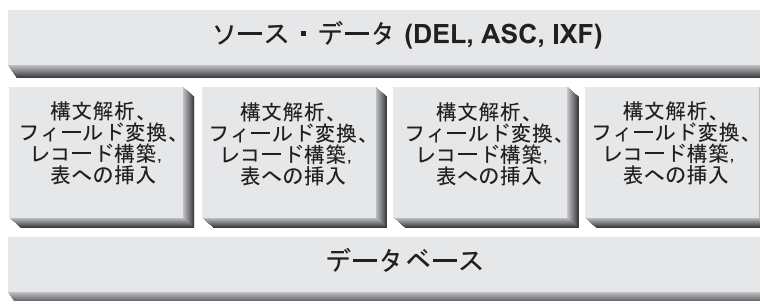 ソース・データ (DEL, ASC, IXF)
構文解析、
フィールド変換、
レコード構築,
表への挿入
構文解析、
フィールド変換、
レコード構築,
表への挿入
構文解析、
フィールド変換、
レコード構築,
表への挿入
構文解析、
フィールド変換、
レコード構築,
表への挿入
データベース